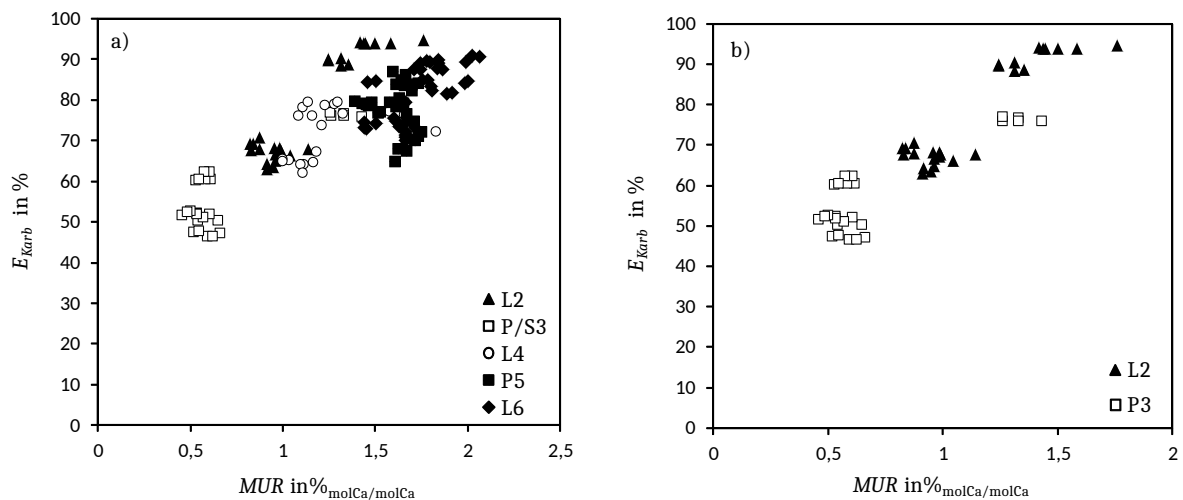 a)
100
90
80
70
60
50
40
30
20
10
0
E_Karb in %
0 0,5 1 1,5 2 2,5
MUR in%molCa/molCa
L2
P/S3
L4
P5
L6
b)
100
90
80
70
60
50
40
30
20
10
0
E_Karb in %
0 0,5 1 1,5 2
MUR in%molCa/molCa
L2
P3